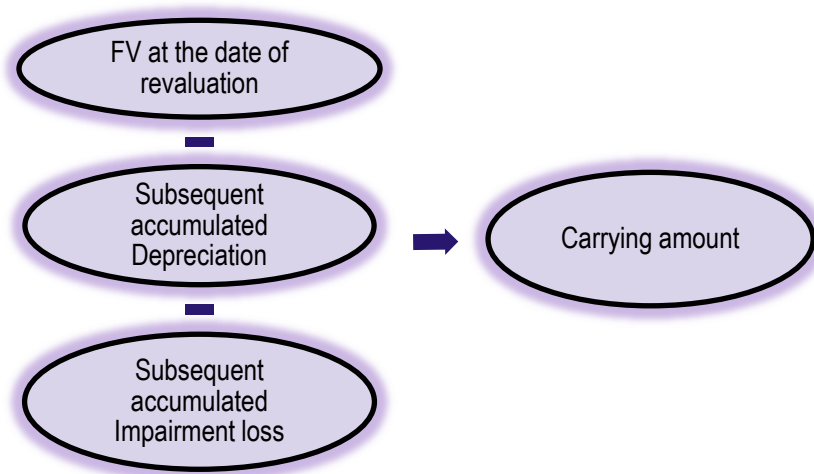 FV at the date of
revaluation
Subsequent
accumulated
Depreciation
Carrying amount
Subsequent
accumulated
Impairment loss